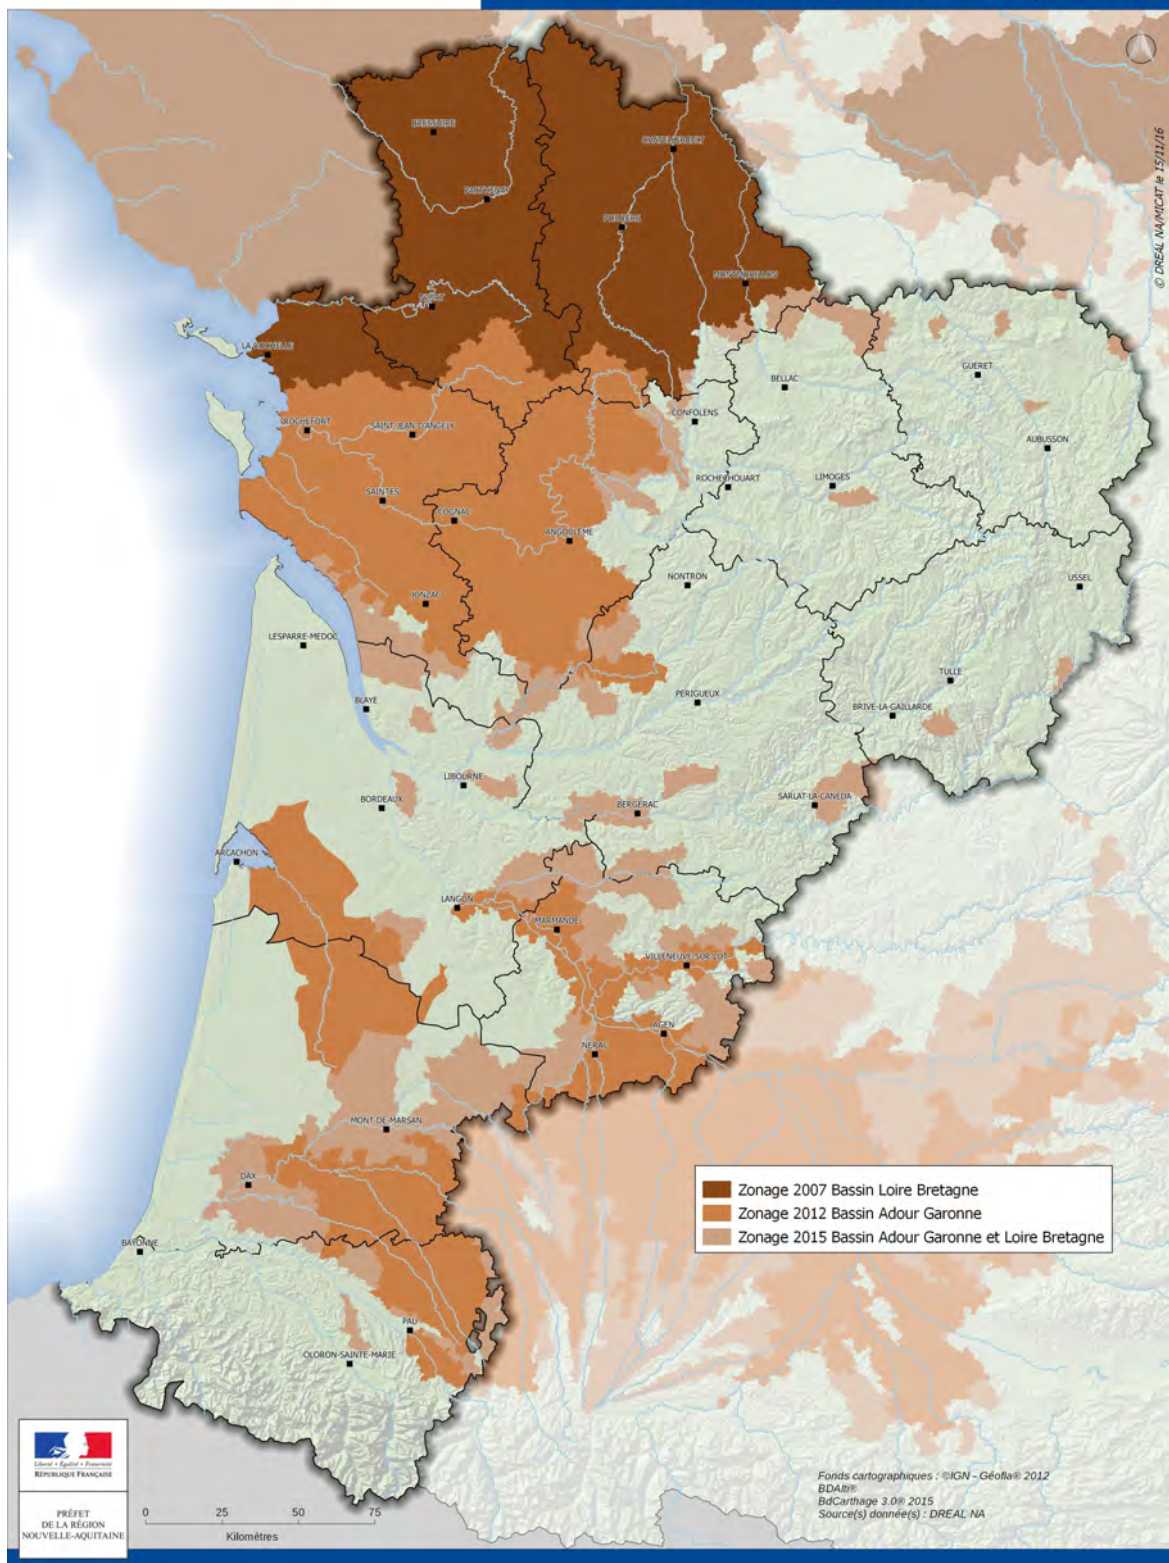 © DREAL NA/MICAT le 15/11/16
BRESSUIRE
CHATELLERAULT
PARTHENAY
POITIERS
MONTMORILLON
NIORT
LA ROCHELLE
GUERET
BELLAC
CONFOLENS
ROCHEFORT
SAINT-JEAN-D'ANGELY
AUBUSSON
ROCHECHOUART
LIMOGES
SAINTES
COGNAC
ANGOULEME
NONTRON
USSEL
JONZAC
LESPARRE-MEDOC
TULLE
PERIGUEUX
BLAYE
BRIVE-LA-GAILLARDE
LIBOURNE
BORDEAUX
BERGERAC
SARLAT-LA-CANEDA
ARCACHON
LANGON
MARMANDE
VILLENEUVE-SUR-LOT
AGEN
NERAC
MONT-DE-MARSAN
DAX
BAYONNE
PAU
OLORON-SAINTE-MARIE
Zonage 2007 Bassin Loire Bretagne
Zonage 2012 Bassin Adour Garonne
Zonage 2015 Bassin Adour Garonne et Loire Bretagne
Liberté • Égalité • Fraternité
RÉPUBLIQUE FRANÇAISE
PRÉFET
DE LA RÉGION
NOUVELLE-AQUITAINE
0 25 50 75
Kilomètres
Fonds cartographiques : ©IGN - Géofla® 2012
BDAlti®
BdCarthage 3.0® 2015
Source(s) donnée(s) : DREAL NA